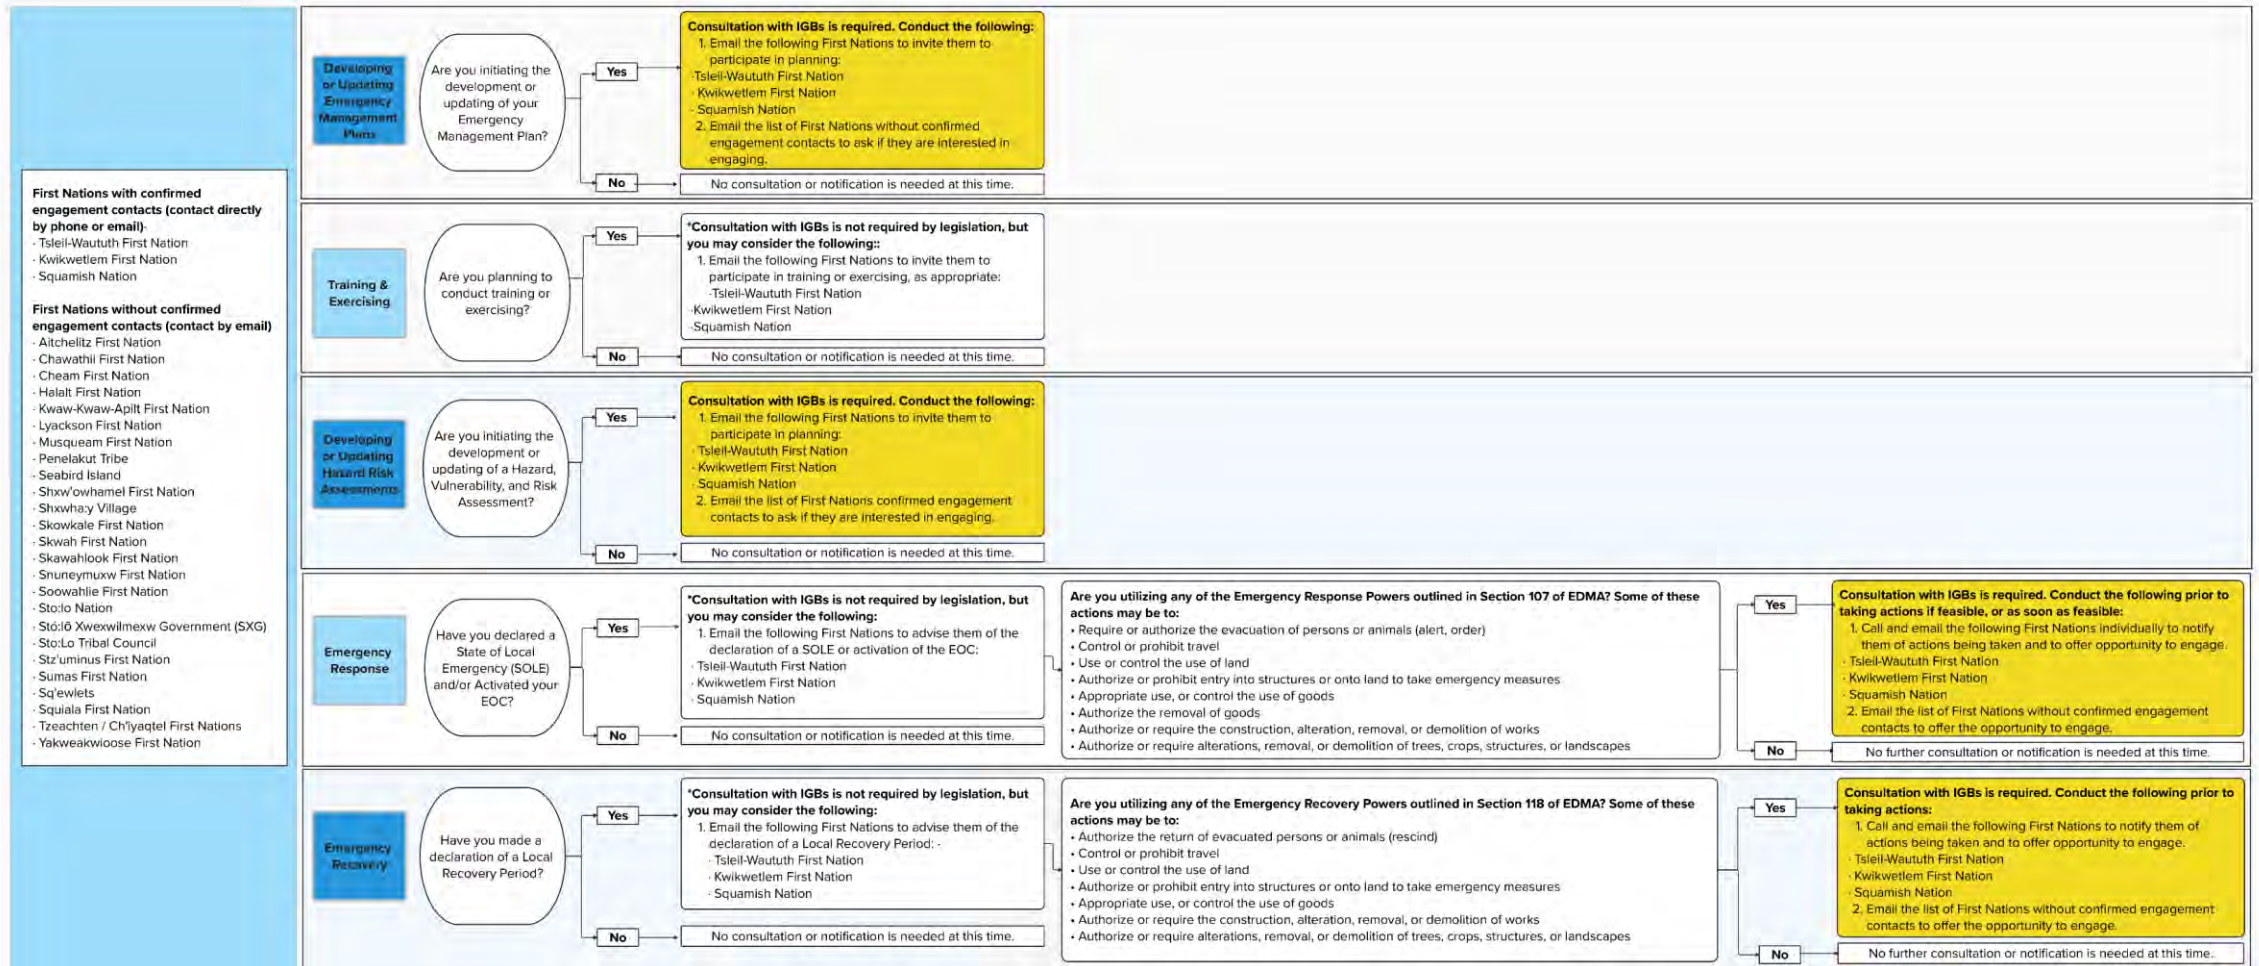 First Nations with confirmed
engagement contacts (contact directly
by phone or email)·
· Tsleil-Waututh First Nation
· Kwikwetlem First Nation
· Squamish Nation
First Nations without confirmed
engagement contacts (contact by email)
· Aitchelitz First Nation
· Chawathil First Nation
· Cheam First Nation
· Halalt First Nation
· Kwaw-Kwaw-Apilt First Nation
· Lyackson First Nation
· Musqueam First Nation
· Penelakut Tribe
· Seabird Island
· Shxw'owhamel First Nation
· Shxwha:y Village
· Skowkale First Nation
· Skwah First Nation
· Skawahlook First Nation
· Snuneymuxw First Nation
· Soowahlie First Nation
· Sto:lo Nation
· Stó:lō Xwexwilmexw Government (SXG)
· Sto:Lo Tribal Council
· Stz'uminus First Nation
· Sumas First Nation
· Sq'ewlets
· Squiala First Nation
· Tzeachten / Ch'iyaqtel First Nations
· Yakweakwioose First Nation
Developing
or Updating
Emergency
Management
Plans
Are you initiating the
development or
updating of your
Emergency
Management Plan?
Yes
Consultation with IGBs is required. Conduct the following:
1. Email the following First Nations to invite them to
participate in planning:
·Tsleil-Waututh First Nation
· Kwikwetlem First Nation
· Squamish Nation
2. Email the list of First Nations without confirmed
engagement contacts to ask if they are interested in
engaging.
No
No consultation or notification is needed at this time.
Training &
Exercising
Are you planning to
conduct training or
exercising?
Yes
*Consultation with IGBs is not required by legislation, but
you may consider the following::
1. Email the following First Nations to invite them to
participate in training or exercising, as appropriate:
·Tsleil-Waututh First Nation
·Kwikwetlem First Nation
·Squamish Nation
No
No consultation or notification is needed at this time.
Developing
or Updating
Hazard Risk
Assessments
Are you initiating the
development or
updating of a Hazard,
Vulnerability, and Risk
Assessment?
Yes
Consultation with IGBs is required. Conduct the following:
1. Email the following First Nations to invite them to
participate in planning:
· Tsleil-Waututh First Nation
· Kwikwetlem First Nation
· Squamish Nation
2. Email the list of First Nations confirmed engagement
contacts to ask if they are interested in engaging.
No
No consultation or notification is needed at this time.
Emergency
Response
Have you declared a
State of Local
Emergency (SOLE)
and/or Activated your
EOC?
Yes
*Consultation with IGBs is not required by legislation, but
you may consider the following:
1. Email the following First Nations to advise them of the
declaration of a SOLE or activation of the EOC:
· Tsleil-Waututh First Nation
· Kwikwetlem First Nation
· Squamish Nation
No
No consultation or notification is needed at this time.
Are you utilizing any of the Emergency Response Powers outlined in Section 107 of EDMA? Some of these
actions may be to:
• Require or authorize the evacuation of persons or animals (alert, order)
• Control or prohibit travel
• Use or control the use of land
• Authorize or prohibit entry into structures or onto land to take emergency measures
• Appropriate use, or control the use of goods
• Authorize the removal of goods
• Authorize or require the construction, alteration, removal, or demolition of works
• Authorize or require alterations, removal, or demolition of trees, crops, structures, or landscapes
Yes
Consultation with IGBs is required. Conduct the following prior to
taking actions if feasible, or as soon as feasible:
1. Call and email the following First Nations individually to notify
them of actions being taken and to offer opportunity to engage.
· Tsleil-Waututh First Nation
· Kwikwetlem First Nation
· Squamish Nation
2. Email the list of First Nations without confirmed engagement
contacts to offer the opportunity to engage.
No
No further consultation or notification is needed at this time.
Emergency
Recovery
Have you made a
declaration of a Local
Recovery Period?
Yes
*Consultation with IGBs is not required by legislation, but
you may consider the following:
1. Email the following First Nations to advise them of the
declaration of a Local Recovery Period: -
· Tsleil-Waututh First Nation
· Kwikwetlem First Nation
· Squamish Nation
No
No consultation or notification is needed at this time.
Are you utilizing any of the Emergency Recovery Powers outlined in Section 118 of EDMA? Some of these
actions may be to:
• Authorize the return of evacuated persons or animals (rescind)
• Control or prohibit travel
• Use or control the use of land
• Authorize or prohibit entry into structures or onto land to take emergency measures
• Appropriate use, or control the use of goods
• Authorize or require the construction, alteration, removal, or demolition of works
• Authorize or require alterations, removal, or demolition of trees, crops, structures, or landscapes
Yes
Consultation with IGBs is required. Conduct the following prior to
taking actions:
1. Call and email the following First Nations to notify them of
actions being taken and to offer opportunity to engage.
· Tsleil-Waututh First Nation
· Kwikwetlem First Nation
· Squamish Nation
2. Email the list of First Nations without confirmed engagement
contacts to offer the opportunity to engage.
No
No further consultation or notification is needed at this time.